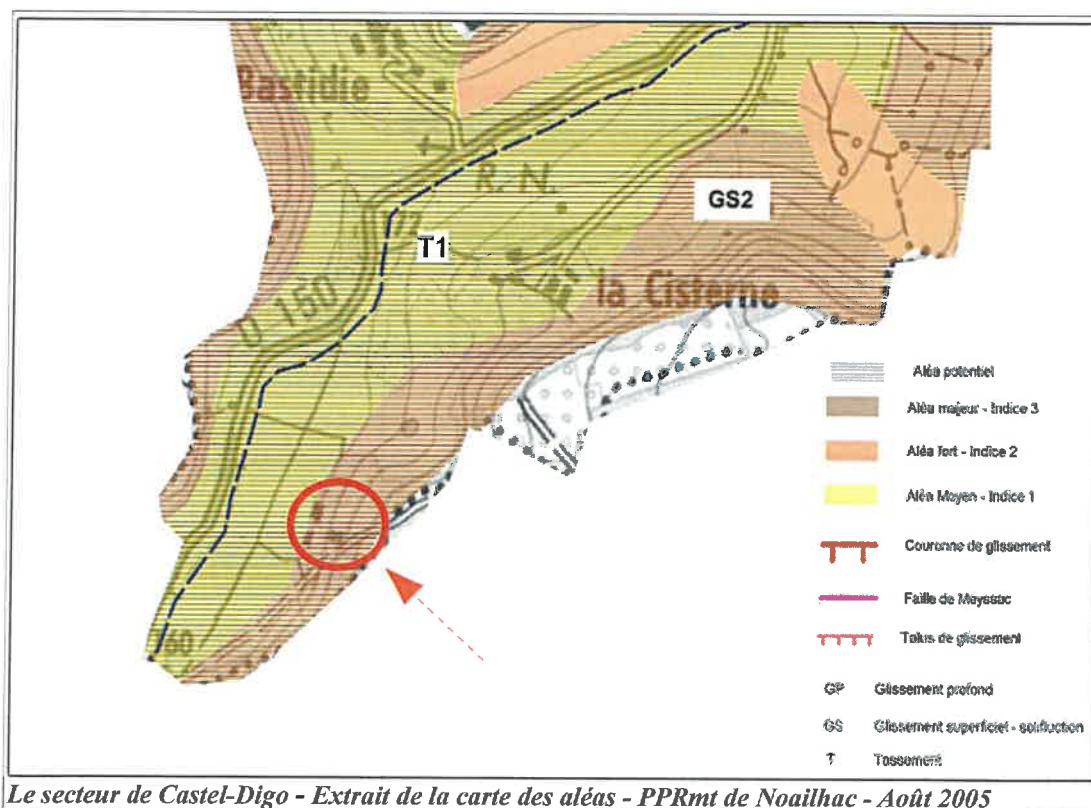 Bastidie
R. N.
GS2
T1
la Cisterne
D 150
160
Aléa potentiel
Aléa majeur - Indice 3
Aléa fort - Indice 2
Aléa Moyen - Indice 1
Couronne de glissement
Faille de Meyssac
Talus de glissement
GP Glissement profond
GS Glissement superficiel - solifluction
T Tassement
Le secteur de Castel-Digo - Extrait de la carte des aléas - PPRmt de Noailhac - Août 2005